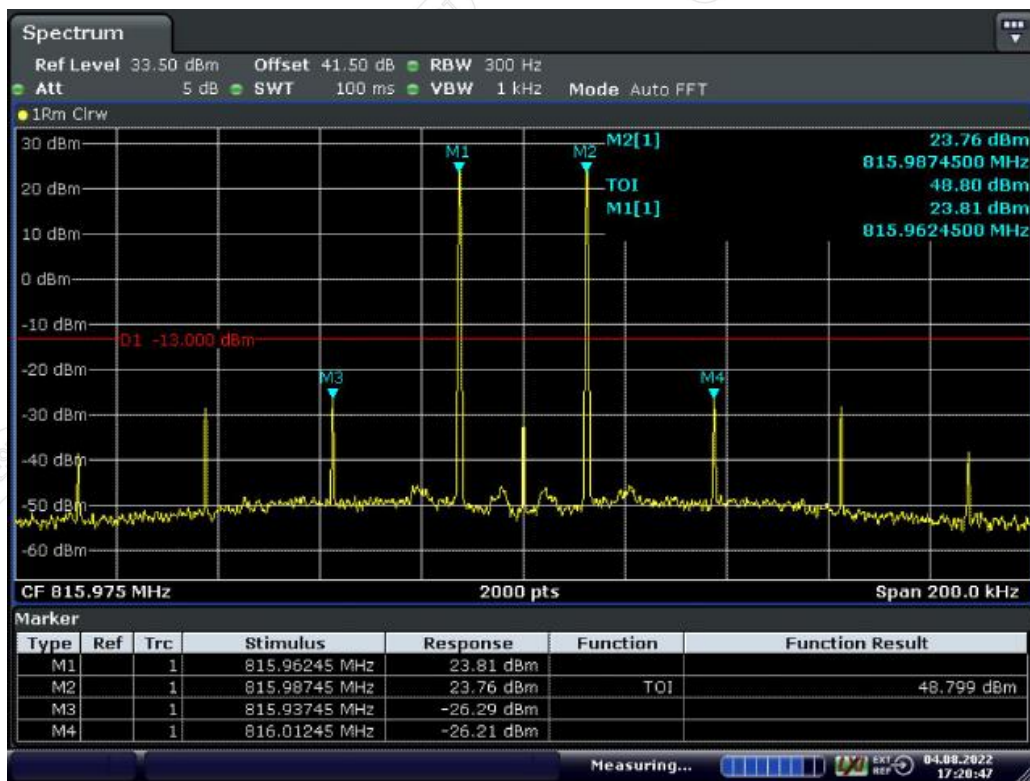 Spectrum
Ref Level 33.50 dBm Offset 41.50 dB RBW 300 Hz
Att 5 dB SWT 100 ms VBW 1 kHz Mode Auto FFT
1Rm Clrw
30 dBm M1 M2 M2[1] 23.76 dBm
815.9874500 MHz
20 dBm TOI 48.80 dBm
M1[1] 23.81 dBm
10 dBm 815.9624500 MHz
0 dBm
-10 dBm
D1 -13.000 dBm
-20 dBm
M3 M4
-30 dBm
-40 dBm
-50 dBm
-60 dBm
CF 815.975 MHz 2000 pts Span 200.0 kHz
Marker
Type Ref Trc Stimulus Response Function Function Result
M1 1 815.96245 MHz 23.81 dBm
M2 1 815.98745 MHz 23.76 dBm TOI 48.799 dBm
M3 1 815.93745 MHz -26.29 dBm
M4 1 816.01245 MHz -26.21 dBm
Measuring... LXI EXT REF 04.08.2022
17:20:47